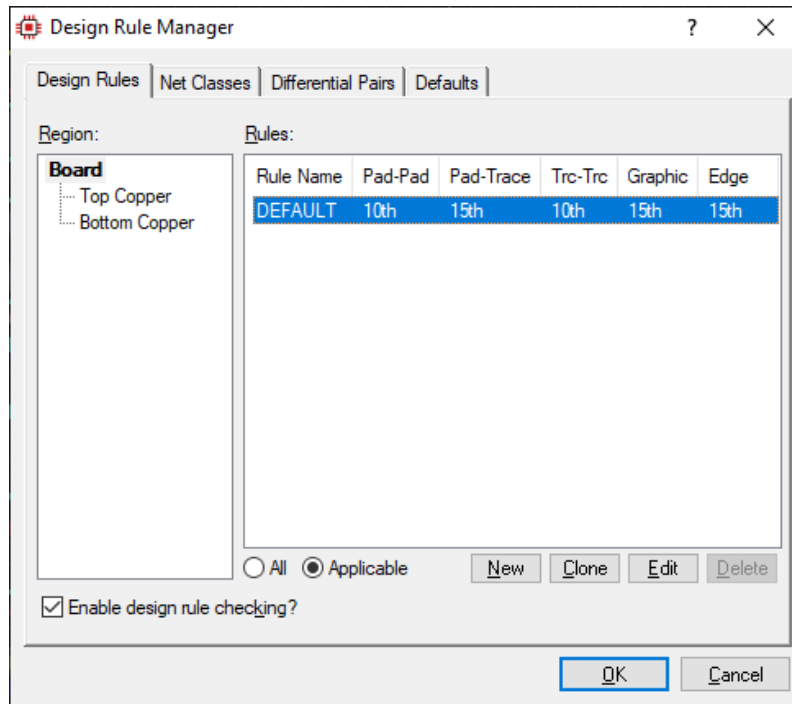 Design Rule Manager
Design Rules Net Classes Differential Pairs Defaults
Region:
Board
Top Copper
Bottom Copper
Rules:
Rule Name Pad-Pad Pad-Trace Trc-Trc Graphic Edge
DEFAULT 10th 15th 10th 15th 15th
All Applicable New Clone Edit Delete
Enable design rule checking?
OK Cancel